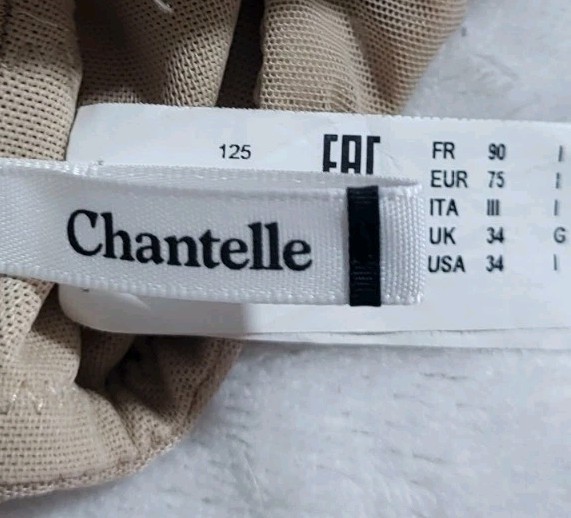 125
EAC
FR 90 I
EUR 75 I
ITA III I
UK 34 G
USA 34 I
Chantelle